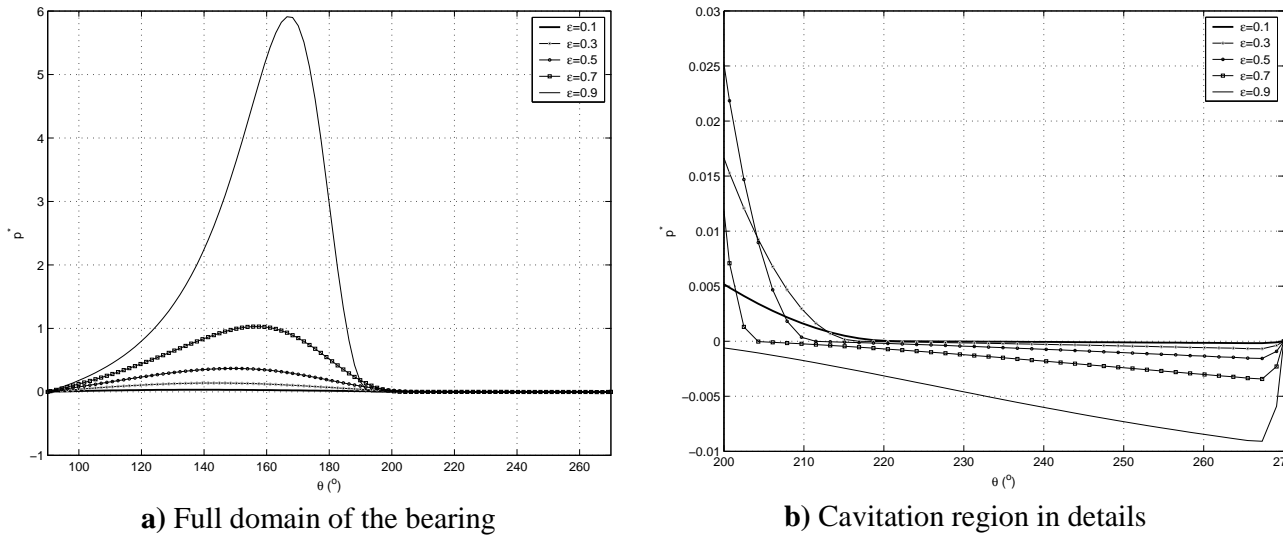 6
5
4
3
2
1
0
−1
p*
100 120 140 160 180 200 220 240 260
θ (o)
ε=0.1
ε=0.3
ε=0.5
ε=0.7
ε=0.9
a) Full domain of the bearing
0.03
0.025
0.02
0.015
0.01
0.005
0
−0.005
−0.01
p*
200 210 220 230 240 250 260 270
θ (o)
ε=0.1
ε=0.3
ε=0.5
ε=0.7
ε=0.9
b) Cavitation region in details